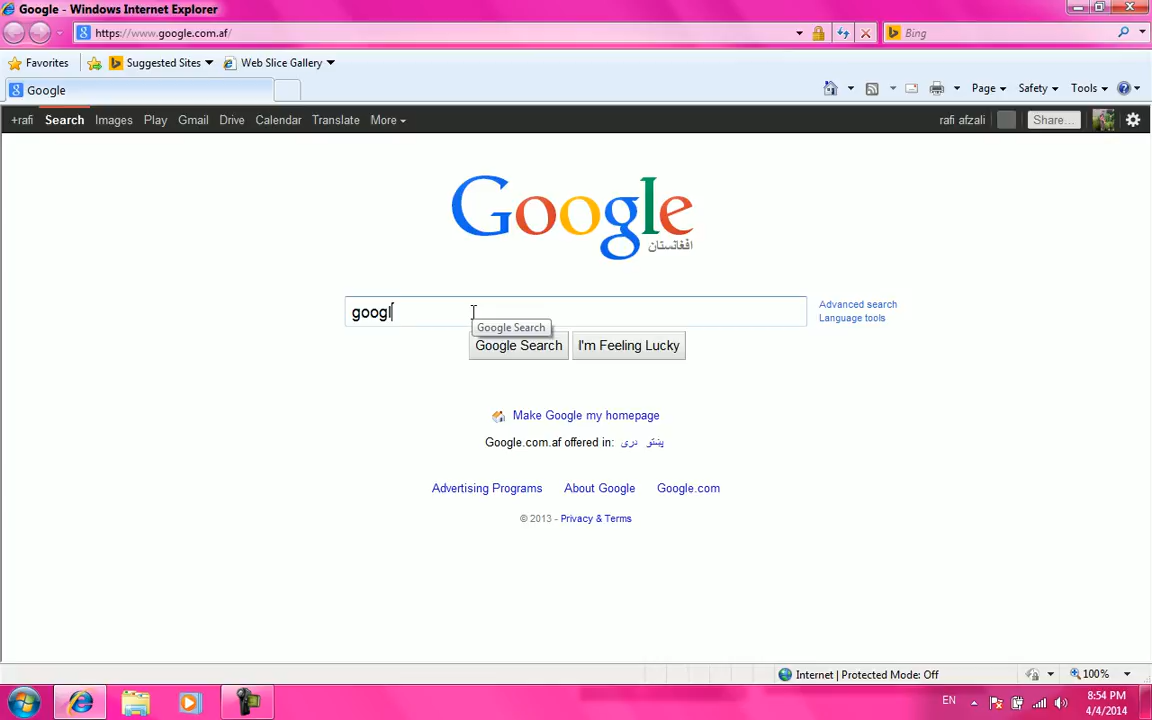 Google - Windows Internet Explorer
https://www.google.com.af/
Bing
Favorites
Suggested Sites
Web Slice Gallery
Google
Page
Safety
Tools
+rafi
Search
Images
Play
Gmail
Drive
Calendar
Translate
More
rafi afzali
Share...
Google
افغانستان
googl
Advanced search
Language tools
Google Search
Google Search
I'm Feeling Lucky
Make Google my homepage
Google.com.af offered in: دری پښتو
Advertising Programs
About Google
Google.com
© 2013 - Privacy & Terms
Internet | Protected Mode: Off
100%
EN
8:54 PM
4/4/2014